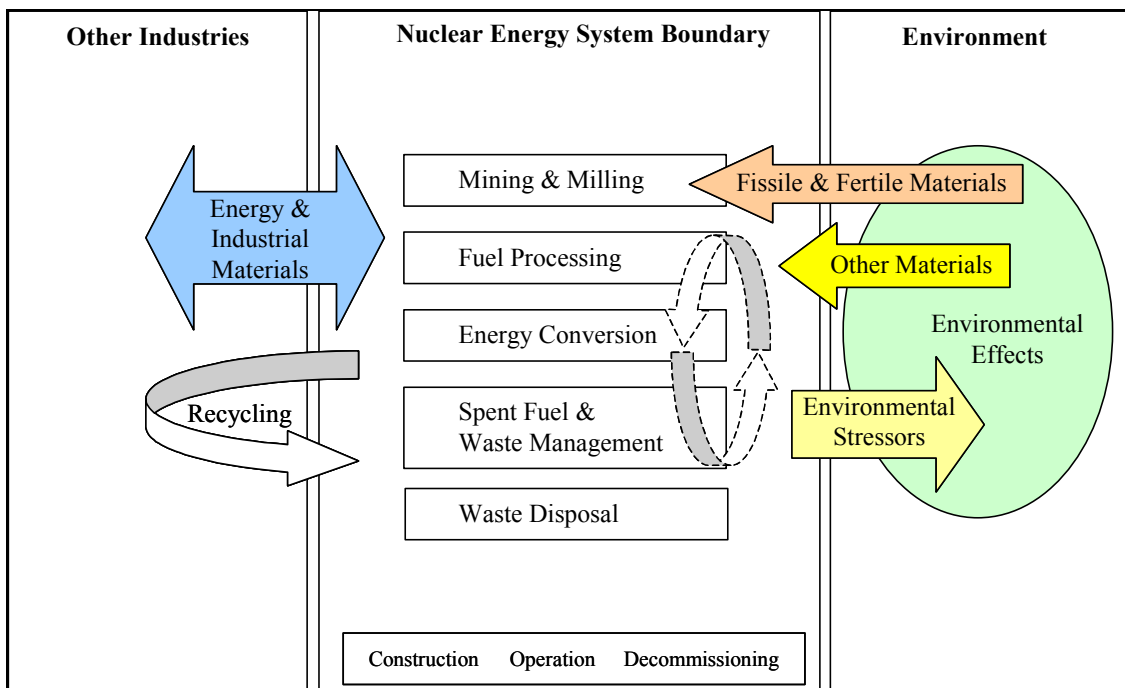 Other Industries
Nuclear Energy System Boundary
Environment
Energy &
Industrial
Materials
Recycling
Mining & Milling
Fuel Processing
Energy Conversion
Spent Fuel &
Waste Management
Waste Disposal
Construction Operation Decommissioning
Fissile & Fertile Materials
Other Materials
Environmental
Effects
Environmental
Stressors